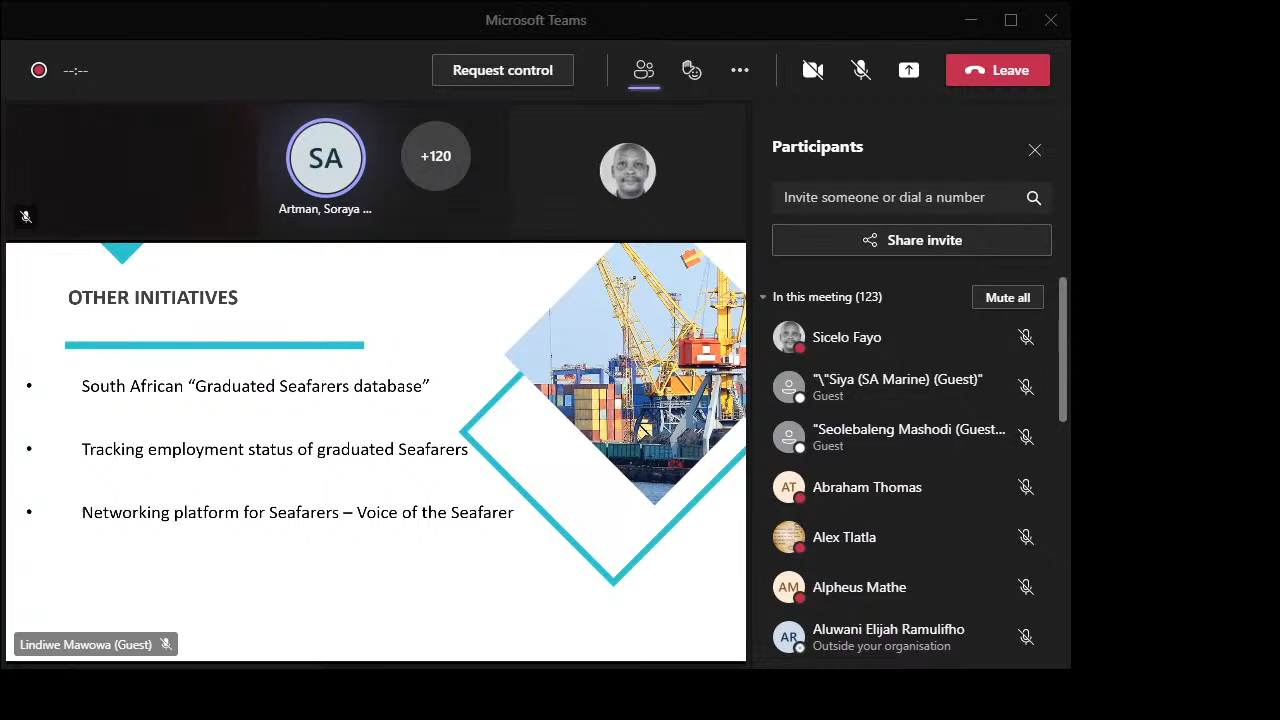 Microsoft Teams
--:--
Request control
Leave
SA
Artman, Soraya ...
+120
OTHER INITIATIVES
• South African “Graduated Seafarers database”
• Tracking employment status of graduated Seafarers
• Networking platform for Seafarers – Voice of the Seafarer
Lindiwe Mawowa (Guest)
Participants
Invite someone or dial a number
Share invite
In this meeting (123)
Mute all
Sicelo Fayo
"\"Siya (SA Marine) (Guest)"
Guest
"Seolebaleng Mashodi (Guest...
Guest
AT Abraham Thomas
Alex Tlatla
AM Alpheus Mathe
AR Aluwani Elijah Ramulifho
Outside your organisation